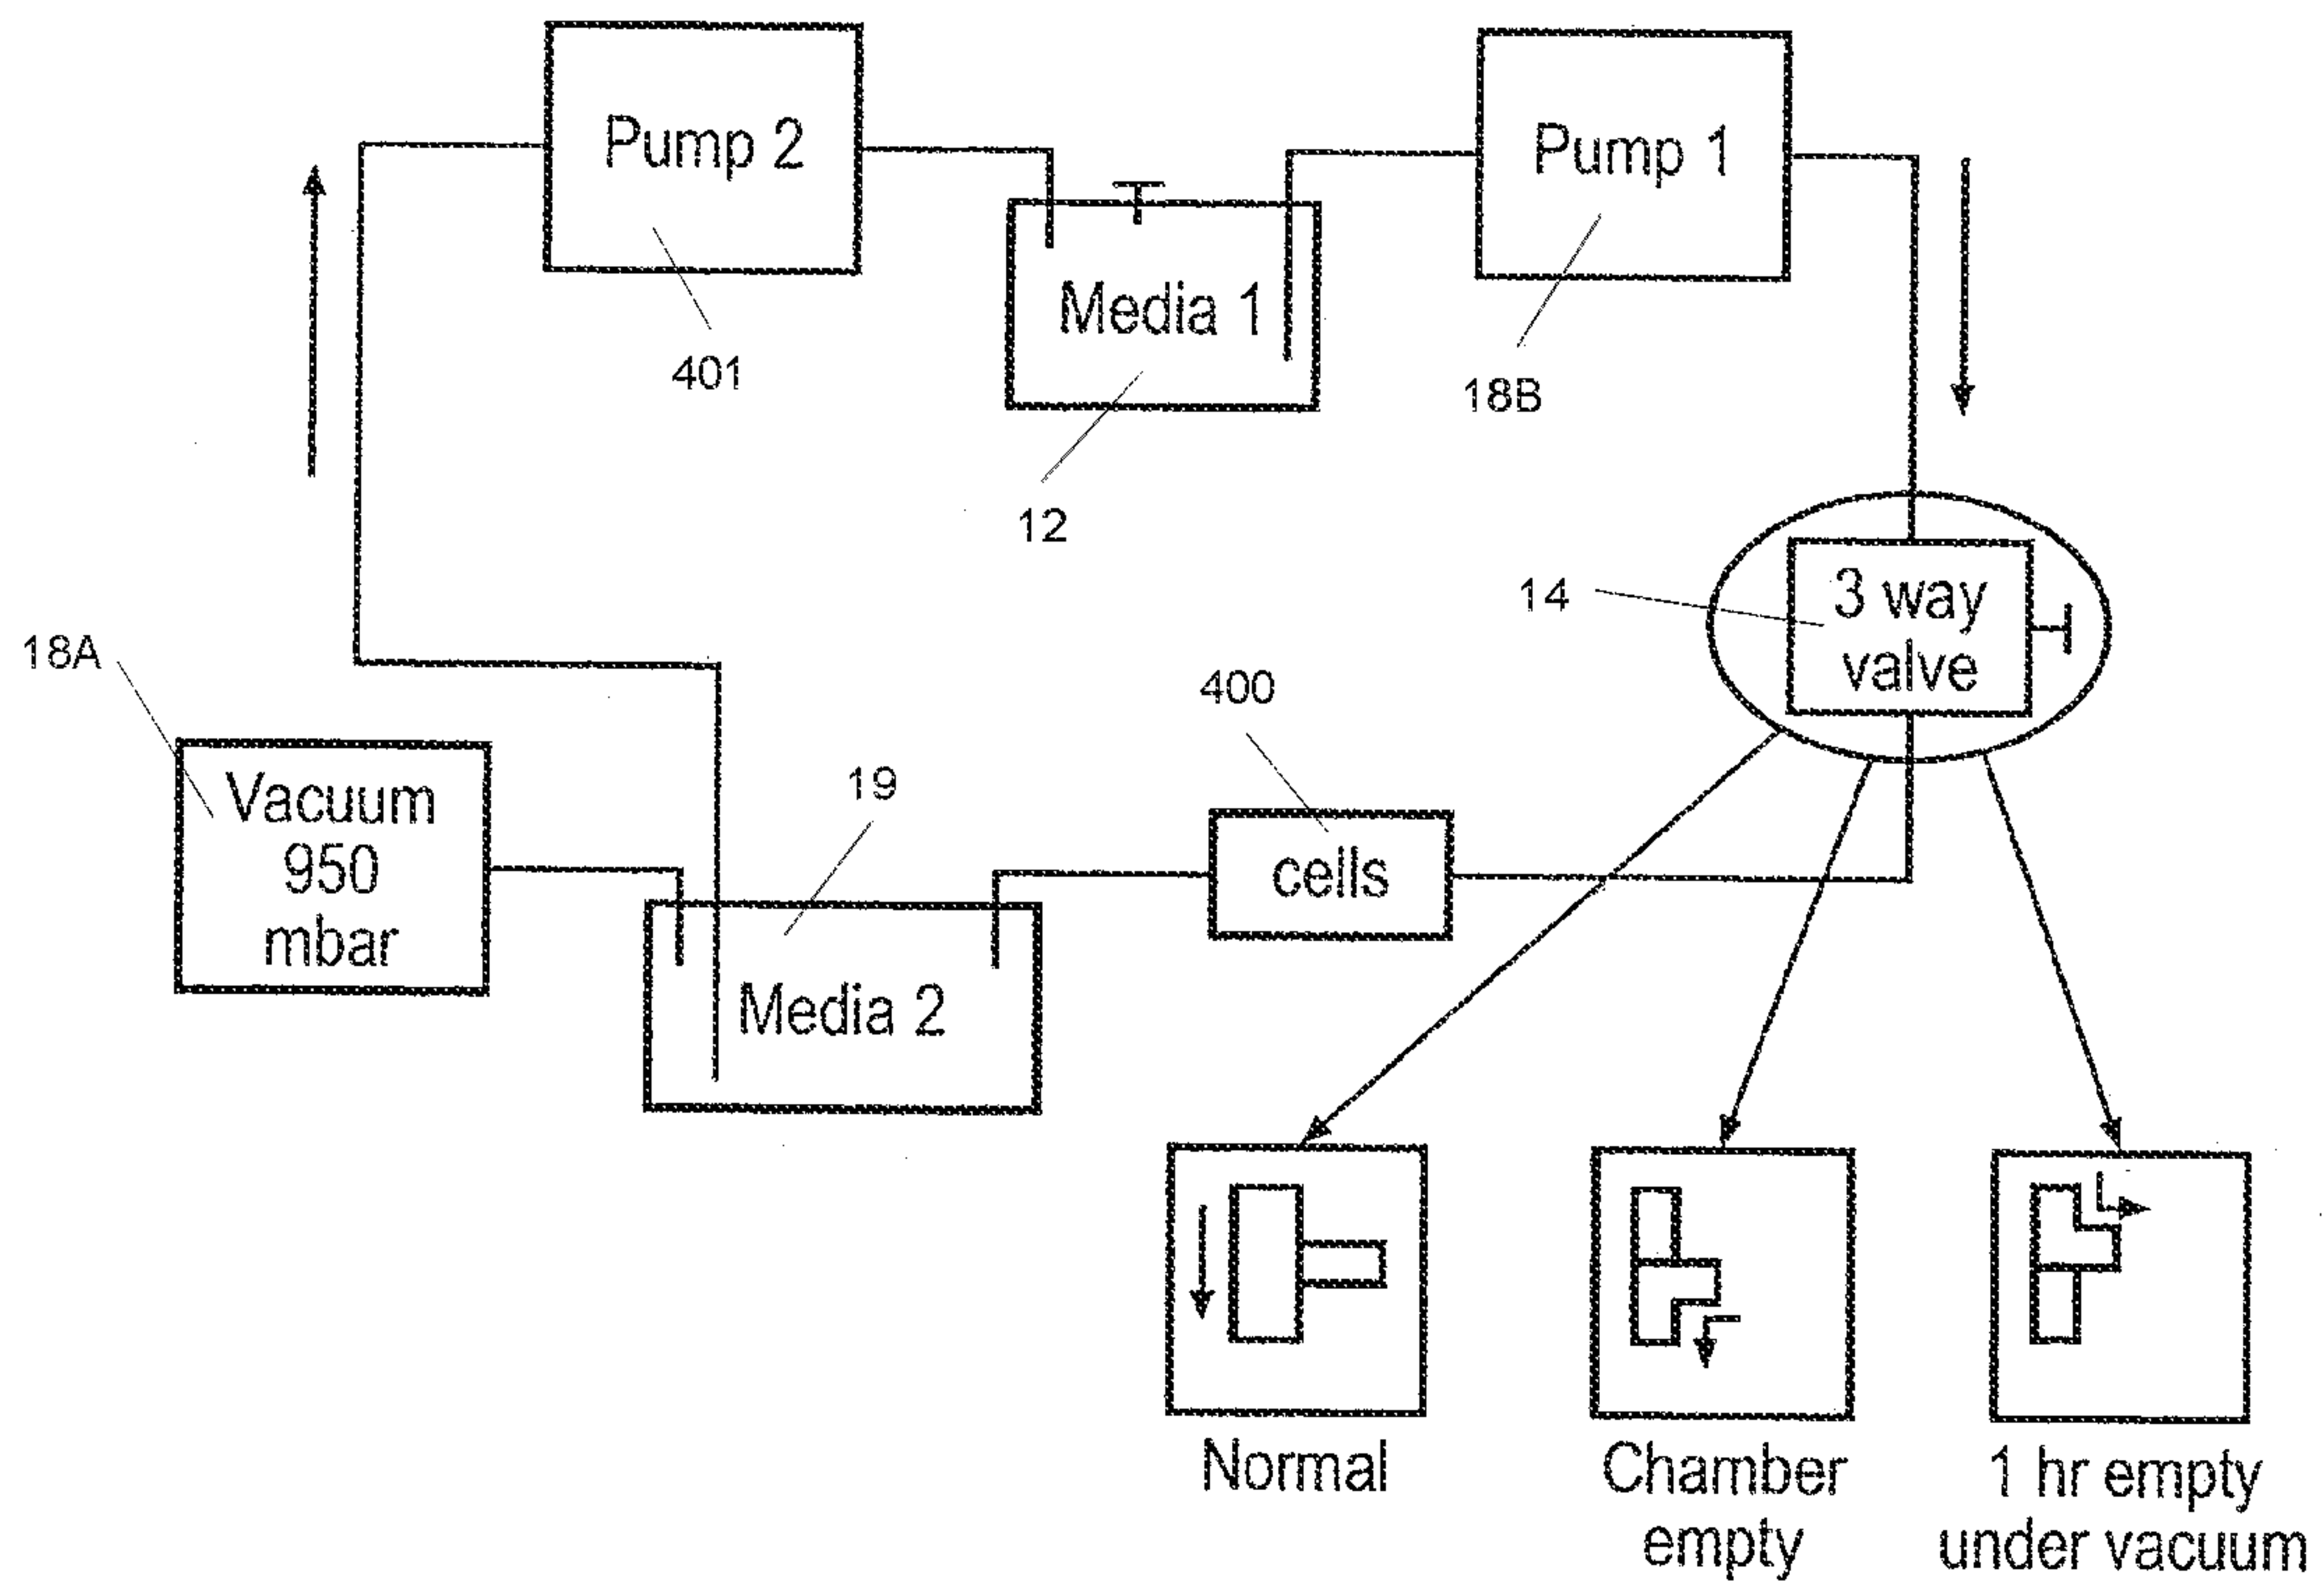 Pump 2
Pump 1
Media 1
401
18B
12
14
3 way
valve
18A
400
Vacuum
950
mbar
19
cells
Media 2
Normal
Chamber
empty
1 hr empty
under vacuum